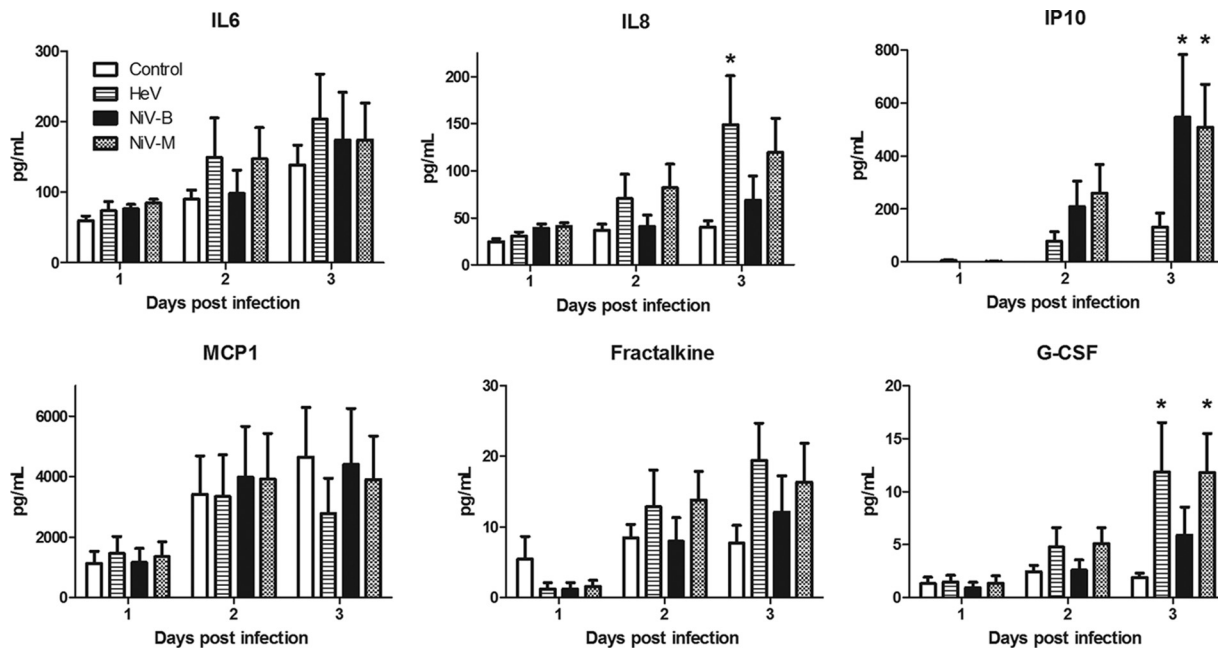 IL6
300
200
100
0
pg/mL
Control
HeV
NiV-B
NiV-M
1 2 3
Days post infection
IL8
200
150
100
50
0
pg/mL
*
1 2 3
Days post infection
IP10
800
600
400
200
0
pg/mL
* *
1 2 3
Days post infection
MCP1
6000
4000
2000
0
pg/mL
1 2 3
Days post infection
Fractalkine
30
20
10
0
pg/mL
1 2 3
Days post infection
G-CSF
20
15
10
5
0
pg/mL
* *
1 2 3
Days post infection